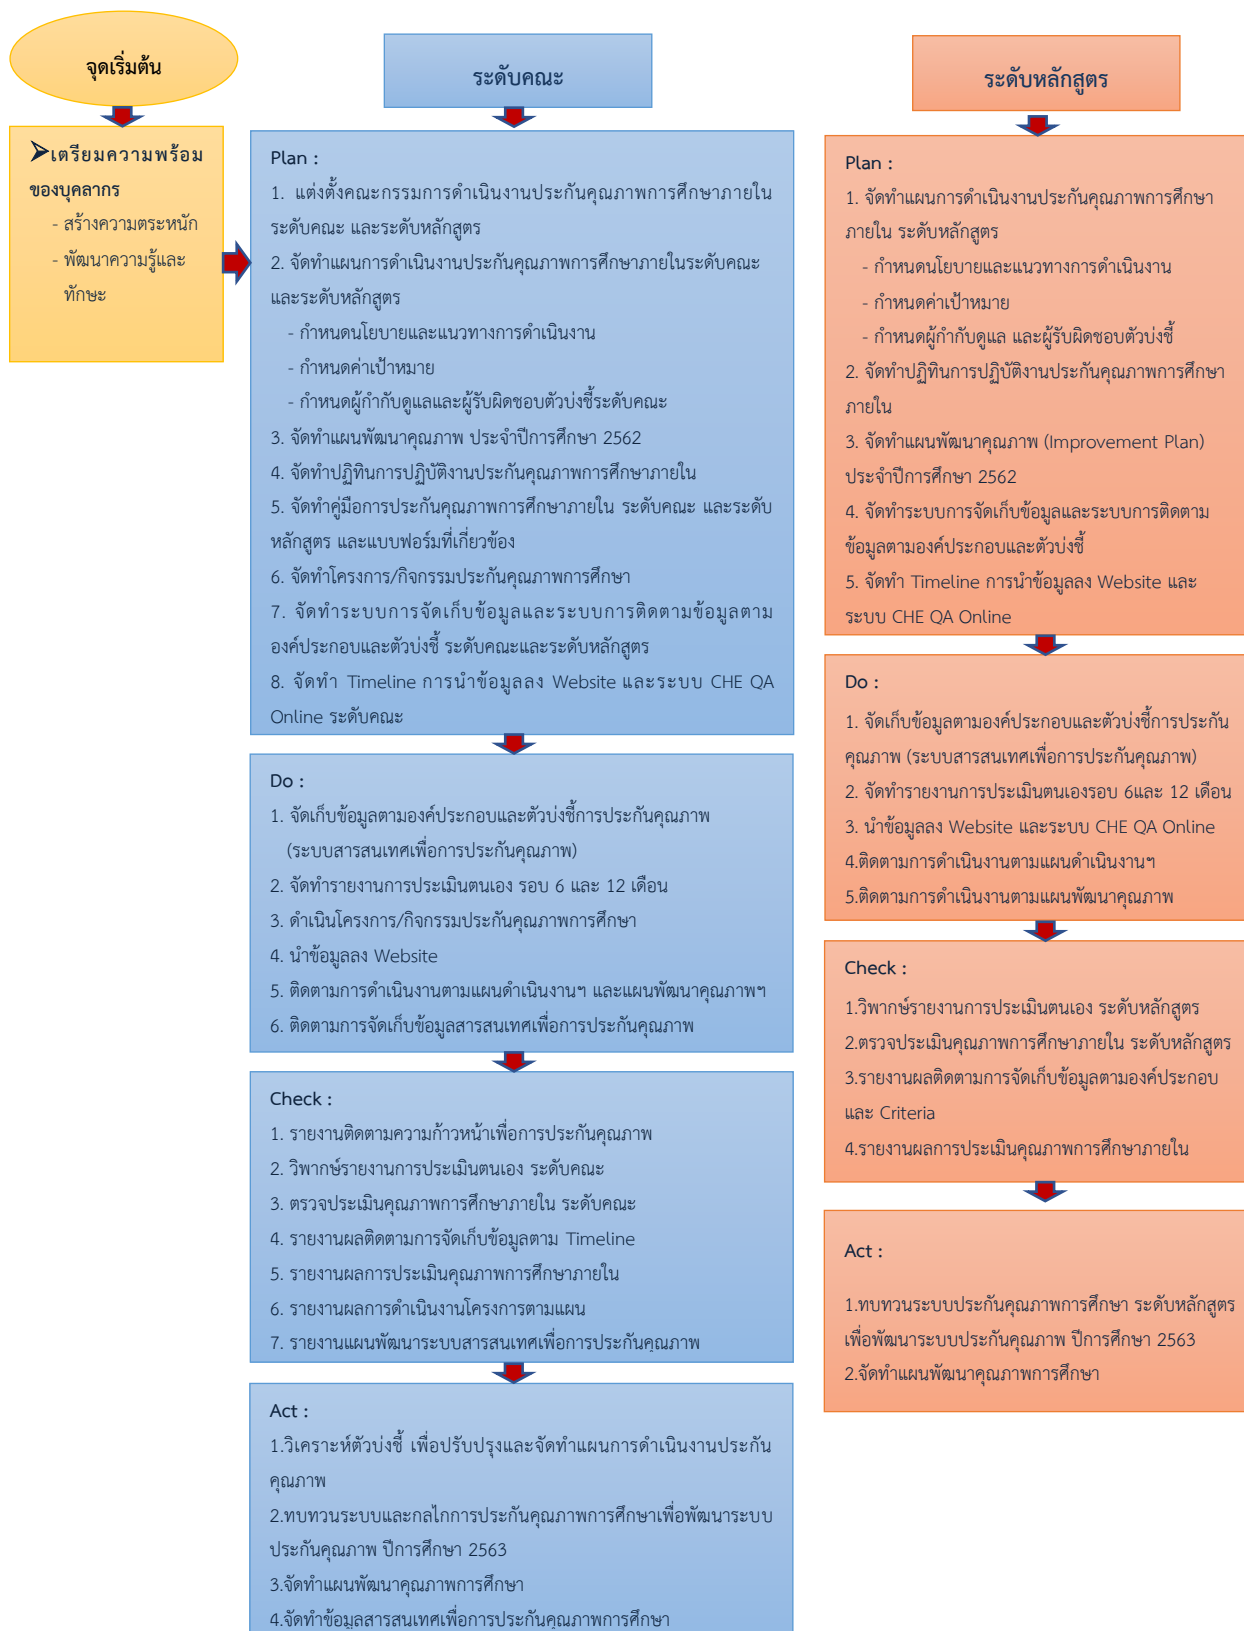 จุดเริ่มต้น
➢เตรียมความพร้อม
ของบุคลากร
- สร้างความตระหนัก
- พัฒนาความรู้และ
ทักษะ
ระดับคณะ
Plan :
1. แต่งตั้งคณะกรรมการดำเนินงานประกันคุณภาพการศึกษาภายใน
ระดับคณะ และระดับหลักสูตร
2. จัดทำแผนการดำเนินงานประกันคุณภาพการศึกษาภายในระดับคณะ
และระดับหลักสูตร
- กำหนดนโยบายและแนวทางการดำเนินงาน
- กำหนดค่าเป้าหมาย
- กำหนดผู้กำกับดูแลและผู้รับผิดชอบตัวบ่งชี้ระดับคณะ
3. จัดทำแผนพัฒนาคุณภาพ ประจำปีการศึกษา 2562
4. จัดทำปฏิทินการปฏิบัติงานประกันคุณภาพการศึกษาภายใน
5. จัดทำคู่มือการประกันคุณภาพการศึกษาภายใน ระดับคณะ และระดับ
หลักสูตร และแบบฟอร์มที่เกี่ยวข้อง
6. จัดทำโครงการ/กิจกรรมประกันคุณภาพการศึกษา
7. จัดทำระบบการจัดเก็บข้อมูลและระบบการติดตามข้อมูลตาม
องค์ประกอบและตัวบ่งชี้ ระดับคณะและระดับหลักสูตร
8. จัดทำ Timeline การนำข้อมูลลง Website และระบบ CHE QA
Online ระดับคณะ
Do :
1. จัดเก็บข้อมูลตามองค์ประกอบและตัวบ่งชี้การประกันคุณภาพ
(ระบบสารสนเทศเพื่อการประกันคุณภาพ)
2. จัดทำรายงานการประเมินตนเอง รอบ 6 และ 12 เดือน
3. ดำเนินโครงการ/กิจกรรมประกันคุณภาพการศึกษา
4. นำข้อมูลลง Website
5. ติดตามการดำเนินงานตามแผนดำเนินงานฯ และแผนพัฒนาคุณภาพฯ
6. ติดตามการจัดเก็บข้อมูลสารสนเทศเพื่อการประกันคุณภาพ
Check :
1. รายงานติดตามความก้าวหน้าเพื่อการประกันคุณภาพ
2. วิพากษ์รายงานการประเมินตนเอง ระดับคณะ
3. ตรวจประเมินคุณภาพการศึกษาภายใน ระดับคณะ
4. รายงานผลติดตามการจัดเก็บข้อมูลตาม Timeline
5. รายงานผลการประเมินคุณภาพการศึกษาภายใน
6. รายงานผลการดำเนินงานโครงการตามแผน
7. รายงานแผนพัฒนาระบบสารสนเทศเพื่อการประกันคุณภาพ
Act :
1.วิเคราะห์ตัวบ่งชี้ เพื่อปรับปรุงและจัดทำแผนการดำเนินงานประกัน
คุณภาพ
2.ทบทวนระบบและกลไกการประกันคุณภาพการศึกษาเพื่อพัฒนาระบบ
ประกันคุณภาพ ปีการศึกษา 2563
3.จัดทำแผนพัฒนาคุณภาพการศึกษา
4.จัดทำข้อมูลสารสนเทศเพื่อการประกันคุณภาพการศึกษา
ระดับหลักสูตร
Plan :
1. จัดทำแผนการดำเนินงานประกันคุณภาพการศึกษา
ภายใน ระดับหลักสูตร
- กำหนดนโยบายและแนวทางการดำเนินงาน
- กำหนดค่าเป้าหมาย
- กำหนดผู้กำกับดูแล และผู้รับผิดชอบตัวบ่งชี้
2. จัดทำปฏิทินการปฏิบัติงานประกันคุณภาพการศึกษา
ภายใน
3. จัดทำแผนพัฒนาคุณภาพ (Improvement Plan)
ประจำปีการศึกษา 2562
4. จัดทำระบบการจัดเก็บข้อมูลและระบบการติดตาม
ข้อมูลตามองค์ประกอบและตัวบ่งชี้
5. จัดทำ Timeline การนำข้อมูลลง Website และ
ระบบ CHE QA Online
Do :
1. จัดเก็บข้อมูลตามองค์ประกอบและตัวบ่งชี้การประกัน
คุณภาพ (ระบบสารสนเทศเพื่อการประกันคุณภาพ)
2. จัดทำรายงานการประเมินตนเองรอบ 6และ 12 เดือน
3. นำข้อมูลลง Website และระบบ CHE QA Online
4.ติดตามการดำเนินงานตามแผนดำเนินงานฯ
5.ติดตามการดำเนินงานตามแผนพัฒนาคุณภาพ
Check :
1.วิพากษ์รายงานการประเมินตนเอง ระดับหลักสูตร
2.ตรวจประเมินคุณภาพการศึกษาภายใน ระดับหลักสูตร
3.รายงานผลติดตามการจัดเก็บข้อมูลตามองค์ประกอบ
และ Criteria
4.รายงานผลการประเมินคุณภาพการศึกษาภายใน
Act :
1.ทบทวนระบบประกันคุณภาพการศึกษา ระดับหลักสูตร
เพื่อพัฒนาระบบประกันคุณภาพ ปีการศึกษา 2563
2.จัดทำแผนพัฒนาคุณภาพการศึกษา